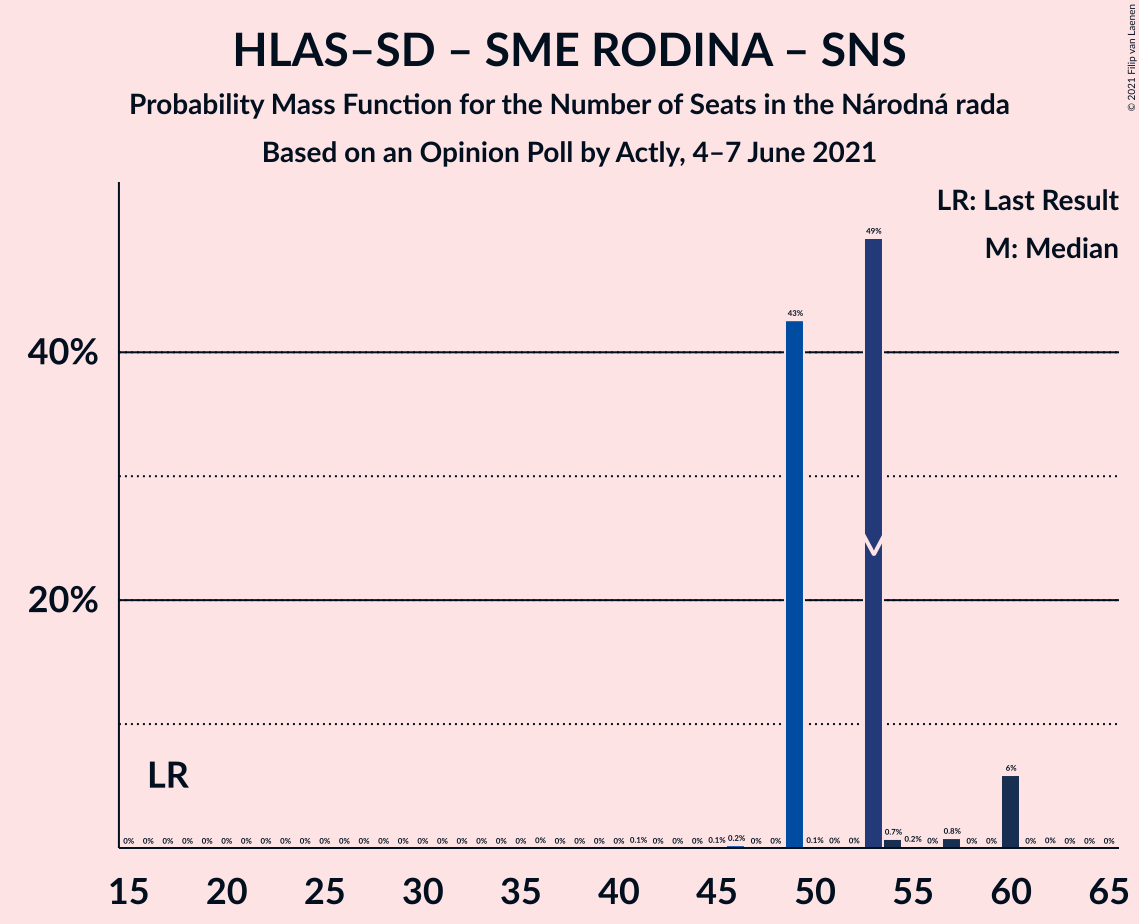 HLAS–SD – SME RODINA – SNS
Probability Mass Function for the Number of Seats in the Národná rada
Based on an Opinion Poll by Actly, 4–7 June 2021
© 2021 Filip van Laenen
LR: Last Result
M: Median
49%
43%
40%
20%
LR
6%
0% 0% 0% 0% 0% 0% 0% 0% 0% 0% 0% 0% 0% 0% 0% 0% 0% 0% 0% 0% 0% 0% 0% 0% 0% 0% 0.1% 0% 0% 0% 0.1% 0.2% 0% 0% 0.1% 0% 0% 0.7% 0.2% 0% 0.8% 0% 0% 0% 0% 0% 0% 0%
15 20 25 30 35 40 45 50 55 60 65